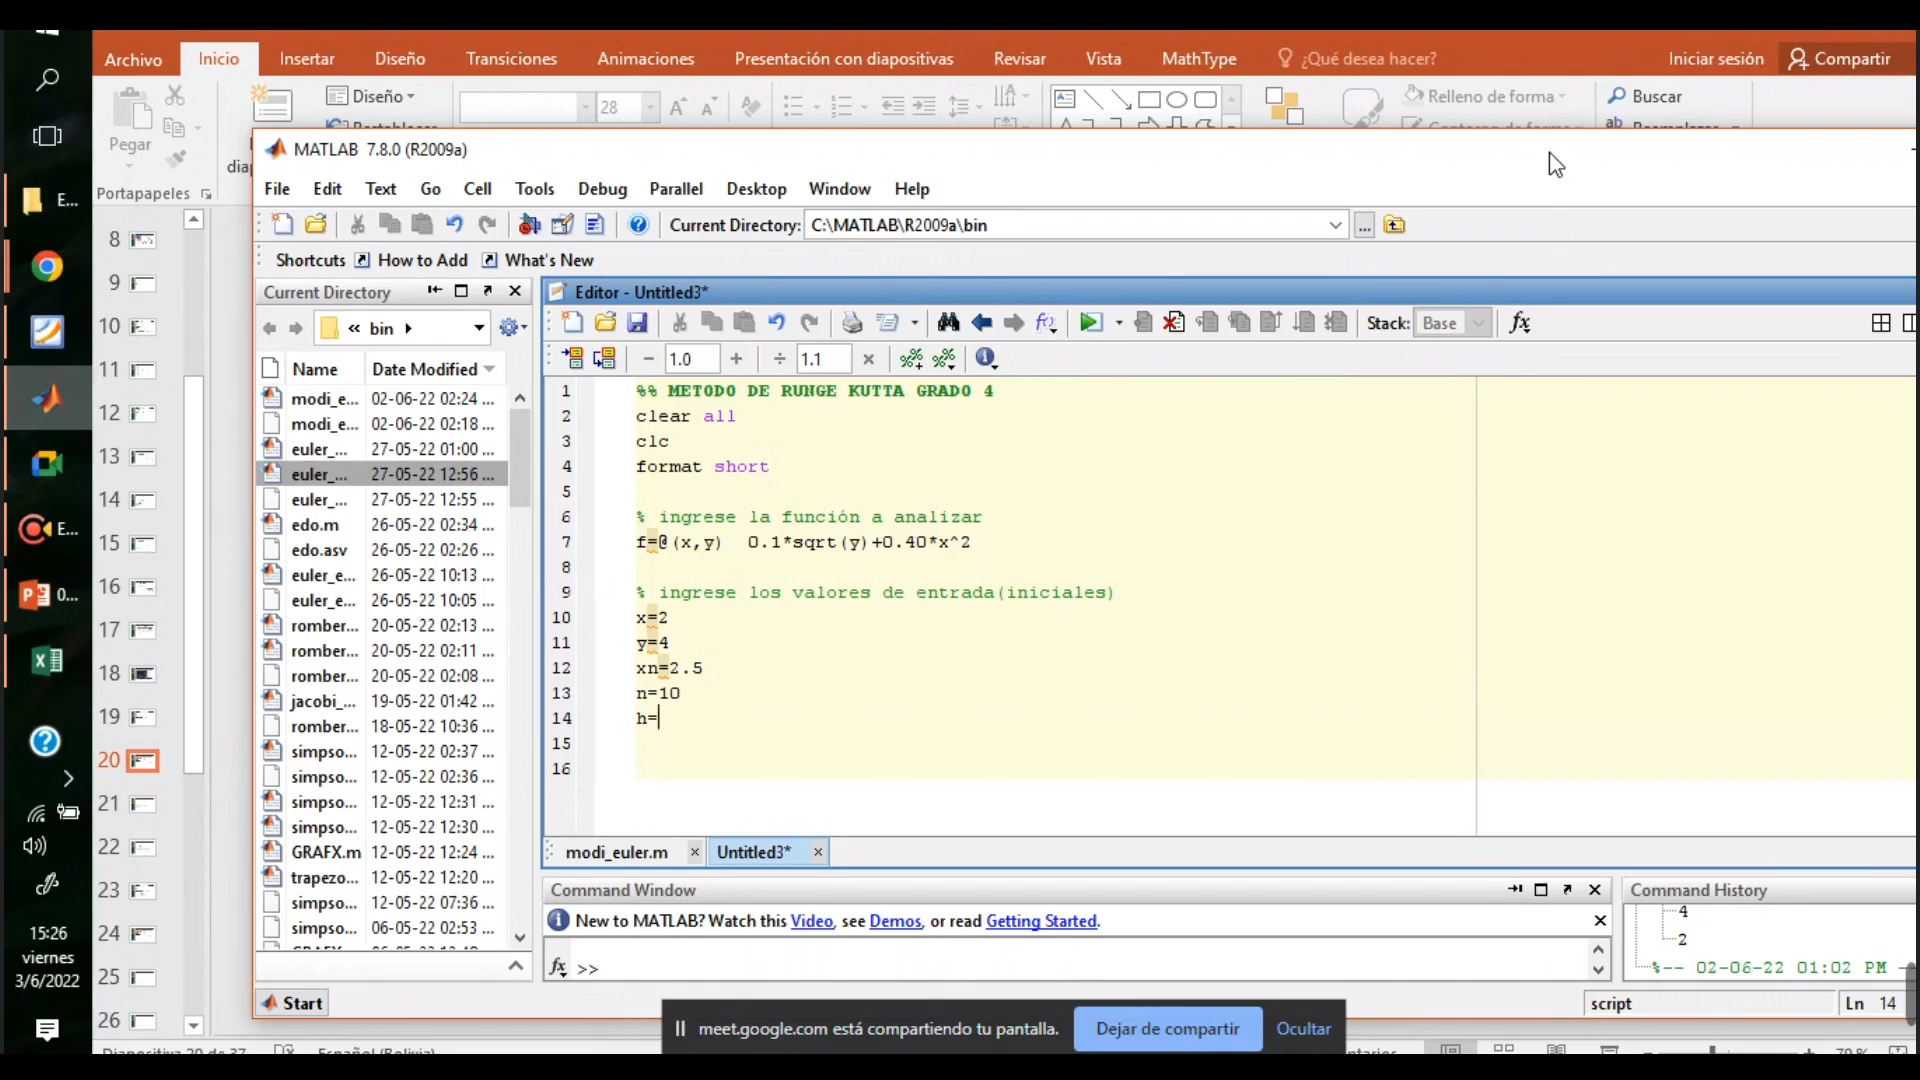 Archivo Inicio Insertar Diseño Transiciones Animaciones Presentación con diapositivas Revisar Vista MathType ¿Qué desea hacer? Iniciar sesión Compartir
Diseño 28 Relleno de forma Buscar
Pegar
Portapapeles
MATLAB 7.8.0 (R2009a)
File Edit Text Go Cell Tools Debug Parallel Desktop Window Help
Current Directory: C:\MATLAB\R2009a\bin ...
Shortcuts How to Add What's New
Current Directory
« bin
Name Date Modified
modi_e... 02-06-22 02:24 ...
modi_e... 02-06-22 02:18 ...
euler_... 27-05-22 01:00 ...
euler_... 27-05-22 12:56 ...
euler_... 27-05-22 12:55 ...
edo.m 26-05-22 02:34 ...
edo.asv 26-05-22 02:26 ...
euler_e... 26-05-22 10:13 ...
euler_e... 26-05-22 10:05 ...
romber... 20-05-22 02:13 ...
romber... 20-05-22 02:11 ...
romber... 20-05-22 02:08 ...
jacobi_... 19-05-22 01:42 ...
romber... 18-05-22 10:36 ...
simpso... 12-05-22 02:37 ...
simpso... 12-05-22 02:36 ...
simpso... 12-05-22 12:31 ...
simpso... 12-05-22 12:30 ...
GRAFX.m 12-05-22 12:24 ...
trapezo... 12-05-22 12:20 ...
simpso... 12-05-22 07:36 ...
simpso... 06-05-22 02:53 ...
Start
Editor - Untitled3*
Stack: Base fx
− 1.0 + ÷ 1.1 ×
1 %% METODO DE RUNGE KUTTA GRADO 4
2 clear all
3 clc
4 format short
5
6 % ingrese la función a analizar
7 f=@(x,y) 0.1*sqrt(y)+0.40*x^2
8
9 % ingrese los valores de entrada(iniciales)
10 x=2
11 y=4
12 xn=2.5
13 n=10
14 h=
15
16
modi_euler.m × Untitled3* ×
Command Window
New to MATLAB? Watch this Video, see Demos, or read Getting Started.
fx >>
Command History
4
2
%-- 02-06-22 01:02 PM
script Ln 14
meet.google.com está compartiendo tu pantalla. Dejar de compartir Ocultar
8
9
10
11
12
13
14
15
16
17
18
19
20
21
22
23
24
25
26
E...
E...
0...
15:26
viernes
3/6/2022
Diapositiva 20 de 37 Español (Bolivia)